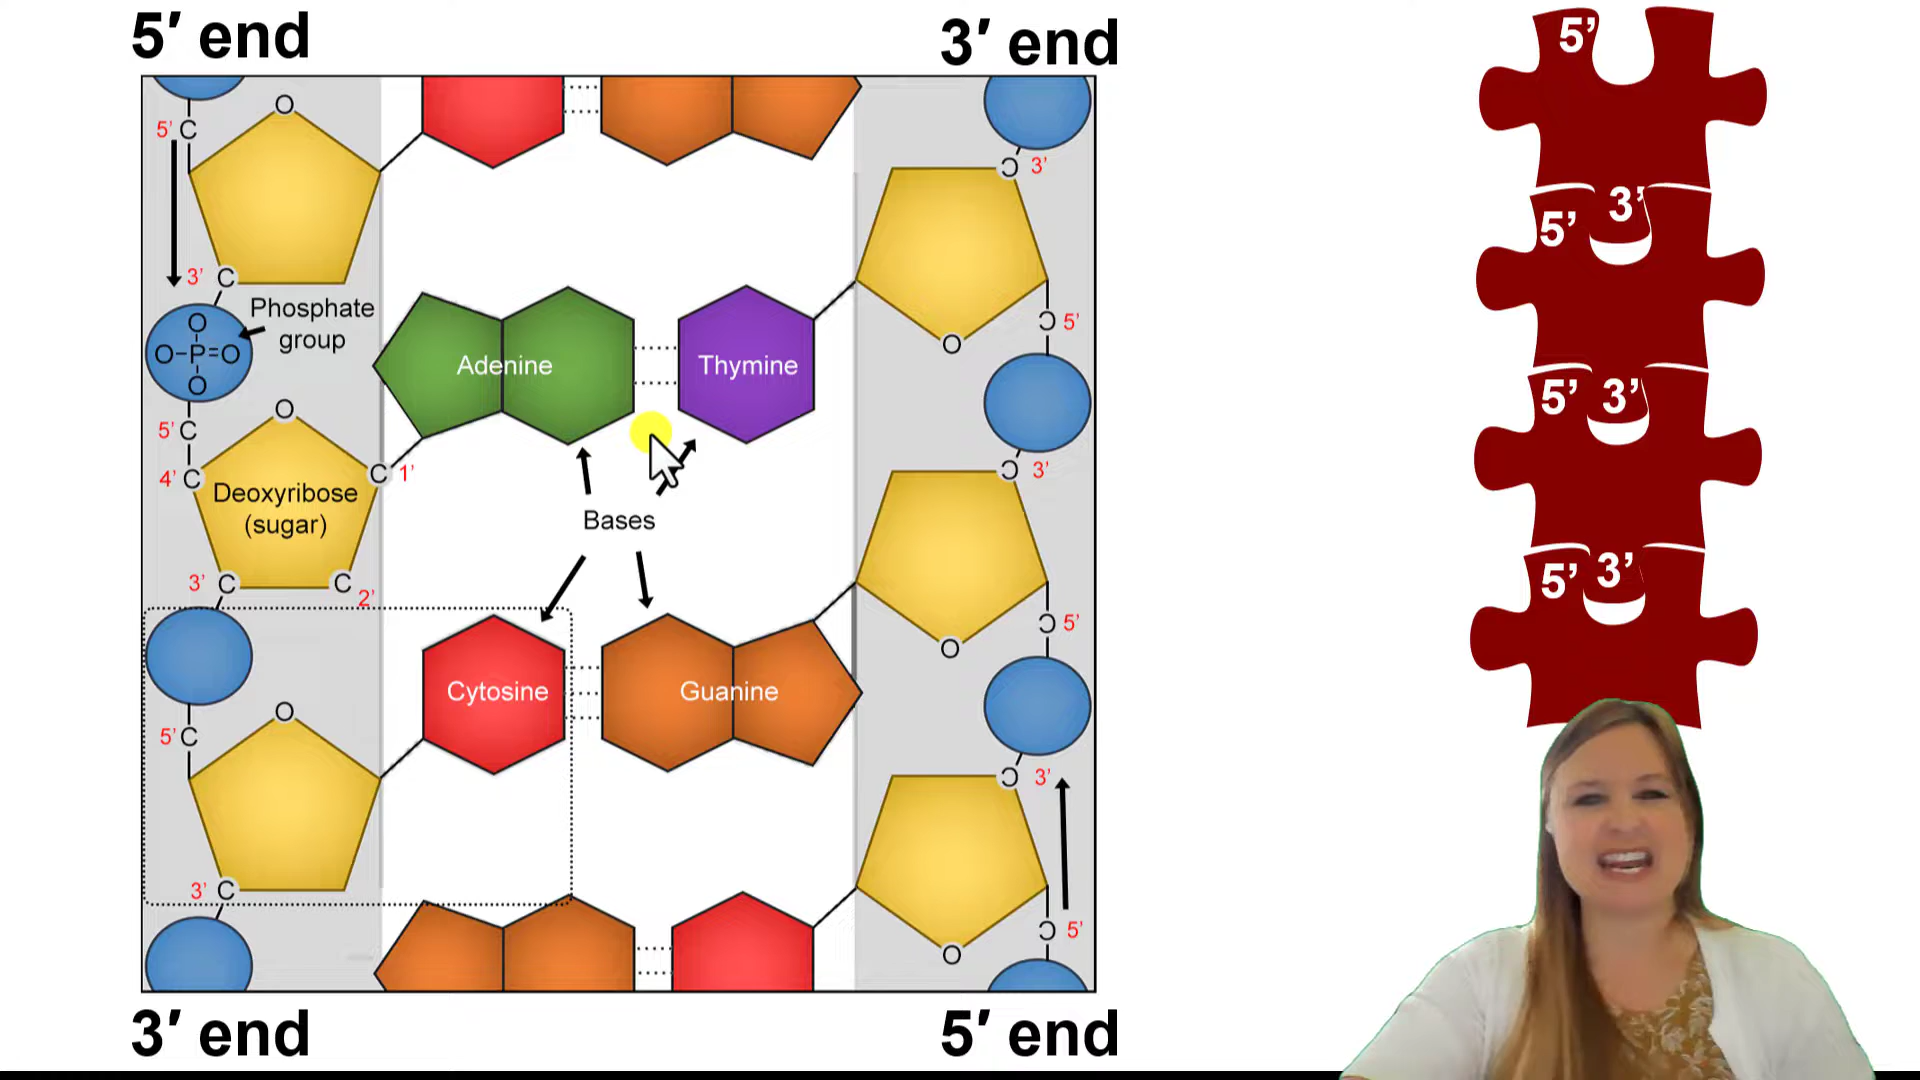 5′ end
3′ end
O
5' C
C 3'
3' C
Phosphate
group
O
O-P=O
O
Adenine
Thymine
C 5'
O
O
5' C
4' C
C 1'
Deoxyribose
(sugar)
C 3'
Bases
3' C
C
2'
C 5'
O
Cytosine
Guanine
O
5' C
C 3'
3' C
C 5'
O
3′ end
5′ end
5'
3'
5'
5' 3'
5' 3'